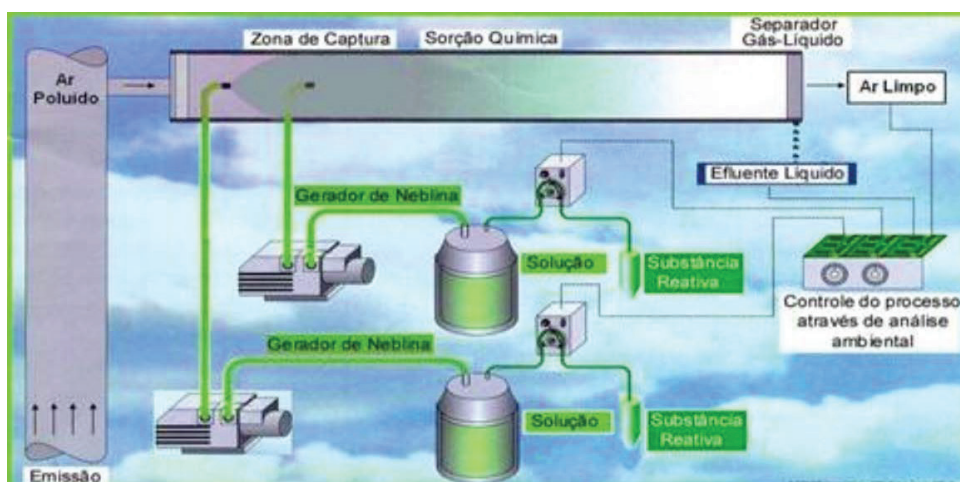 Zona de Captura
Sorção Química
Separador
Gás-Líquido
Ar
Poluído
Ar Limpo
Efluente Líquido
Gerador de Neblina
Solução
Substância
Reativa
Controle do processo
através de análise
ambiental
Gerador de Neblina
Solução
Substância
Reativa
Emissão